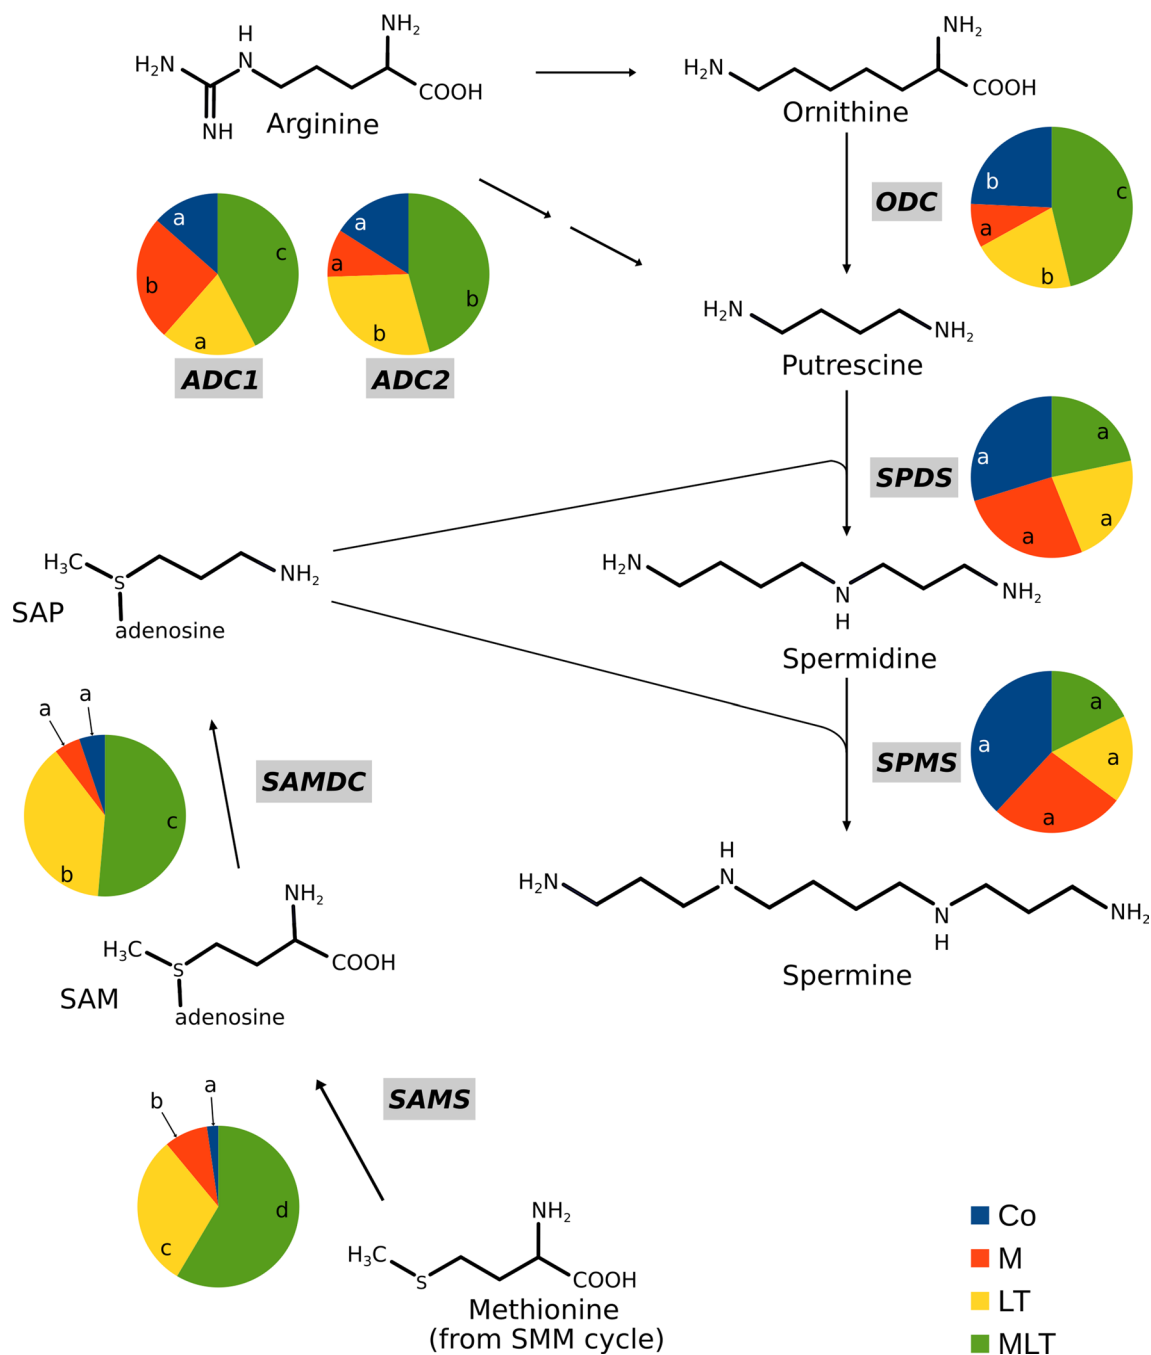 H
NH2
H2N
N
COOH
NH
Arginine
NH2
H2N
COOH
Ornithine
a
c
b
a
ADC1
a
a
b
b
ADC2
ODC
b
c
a
b
H2N
NH2
Putrescine
SPDS
a
a
a
a
H3C
S
NH2
SAP
adenosine
H2N
N
H
NH2
Spermidine
a
a
c
b
SAMDC
SPMS
a
a
a
a
H
H2N
N
N
H
NH2
Spermine
NH2
H3C
S
COOH
SAM
adenosine
a
b
d
c
SAMS
NH2
H3C
S
COOH
Methionine
(from SMM cycle)
Co
M
LT
MLT